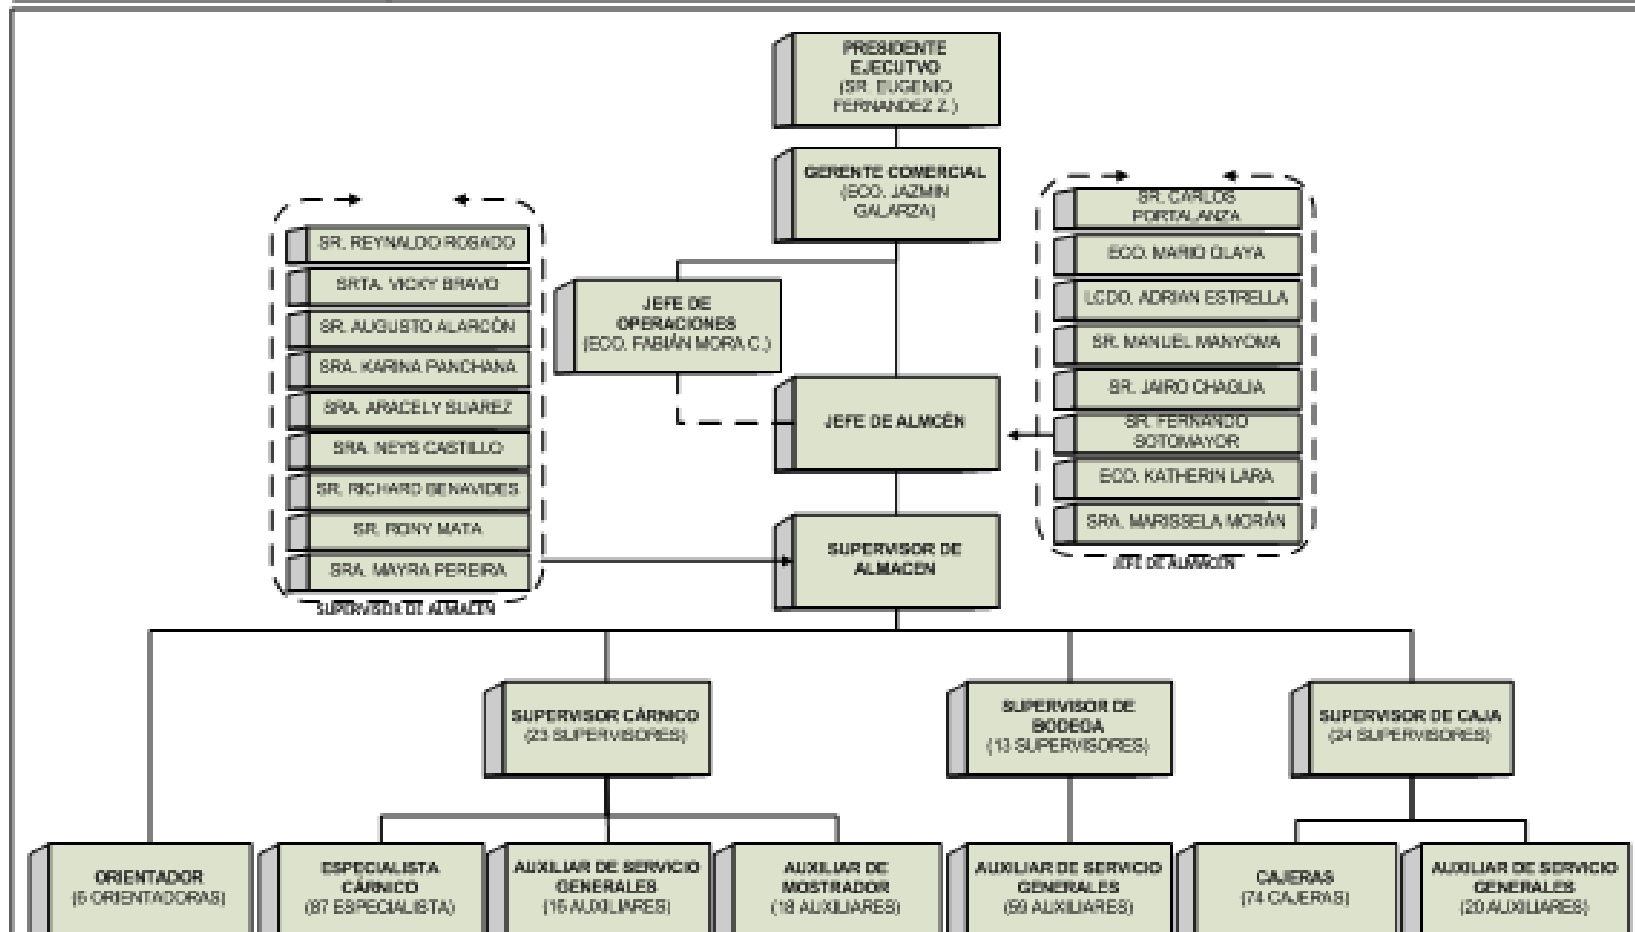 PRESIDENTE
EJECUTVO
(SR. EUGENIO
FERNANDEZ Z.)
GERENTE COMERCIAL
(ECO. JAZMIN
GALARZA)
SR. REYNALDO ROSADO
SRTA. VICKY BRAVO
SR. AUGUSTO ALARCÓN
SRA. KARINA PANCHANA
SRA. ARACELY SUAREZ
SRA. NEYS CASTILLO
SR. RICHARD BENAVIDES
SR. RONY MATA
SRA. MAYRA PEREIRA
SUPERVISOR DE ALMACEN
JEFE DE
OPERACIONES
(ECO. FABIÁN MORA C.)
SR. CARLOS
PORTALANZA
ECO. MARIO OLAYA
LCDO. ADRIAN ESTRELLA
SR. MANUEL MANYOMA
SR. JAIRO CHAGLIA
SR. FERNANDO
SOTOMAYOR
ECO. KATHERIN LARA
SRA. MARISSELA MORÁN
JEFE DE ALMACÉN
JEFE DE ALMCÉN
SUPERVISOR DE
ALMACEN
SUPERVISOR CÁRNICO
(23 SUPERVISORES)
SUPERVISOR DE
BODEGA
(13 SUPERVISORES)
SUPERVISOR DE CAJA
(24 SUPERVISORES)
ORIENTADOR
ORIENTADORAS)
ESPECIALISTA
CÁRNICO
(87 ESPECIALISTA)
AUXILIAR DE SERVICIO
GENERALES
(16 AUXILIARES)
AUXILIAR DE
MOSTRADOR
(18 AUXILIARES)
AUXILIAR DE SERVICIO
GENERALES
(59 AUXILIARES)
CAJERAS
(74 CAJERAS)
AUXILIAR DE SERVICIO
GENERALES
(20 AUXILIARES)